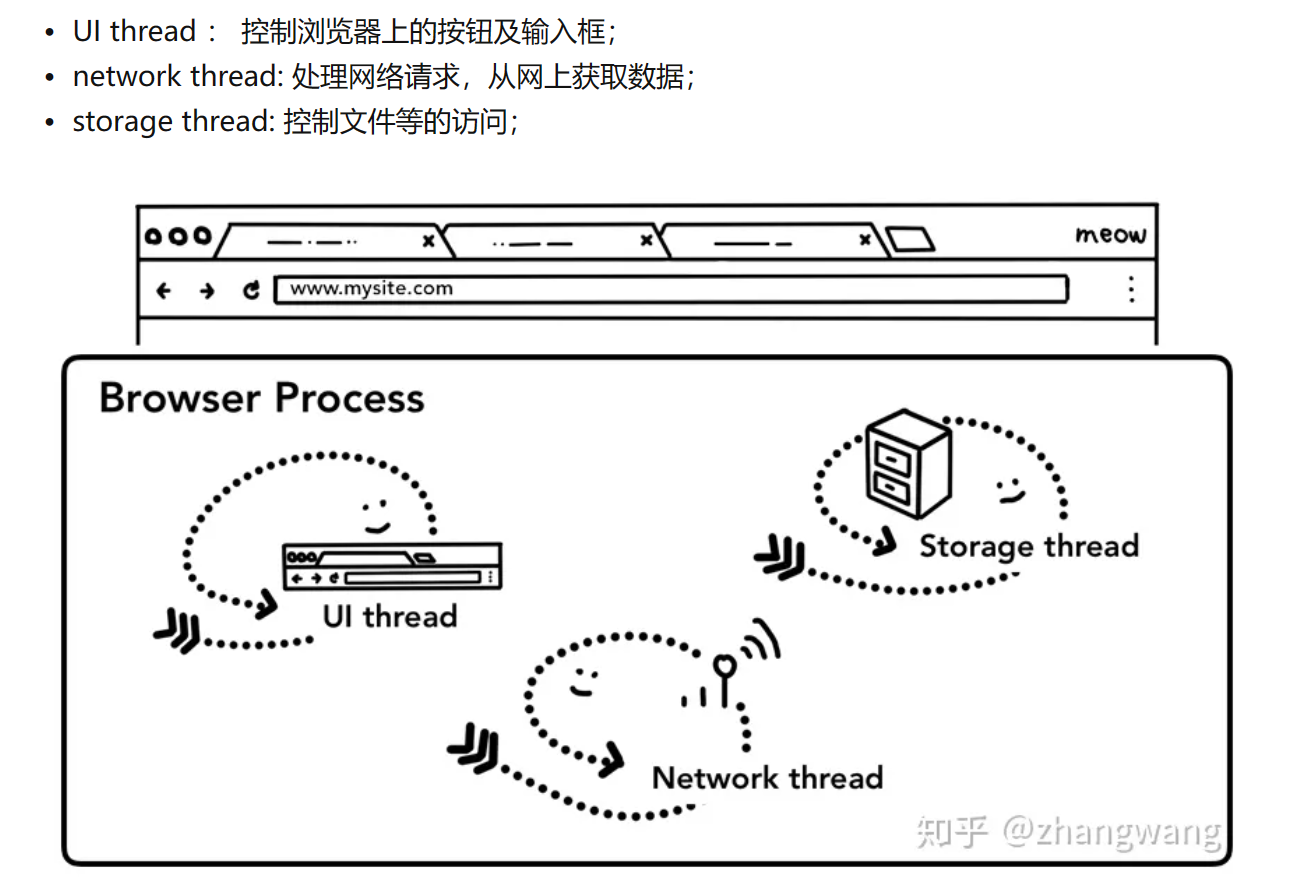 UI thread ： 控制浏览器上的按钮及输入框；
network thread: 处理网络请求，从网上获取数据；
storage thread: 控制文件等的访问；
meow
www.mysite.com
Browser Process
Storage thread
UI thread
Network thread
知乎 @zhangwang